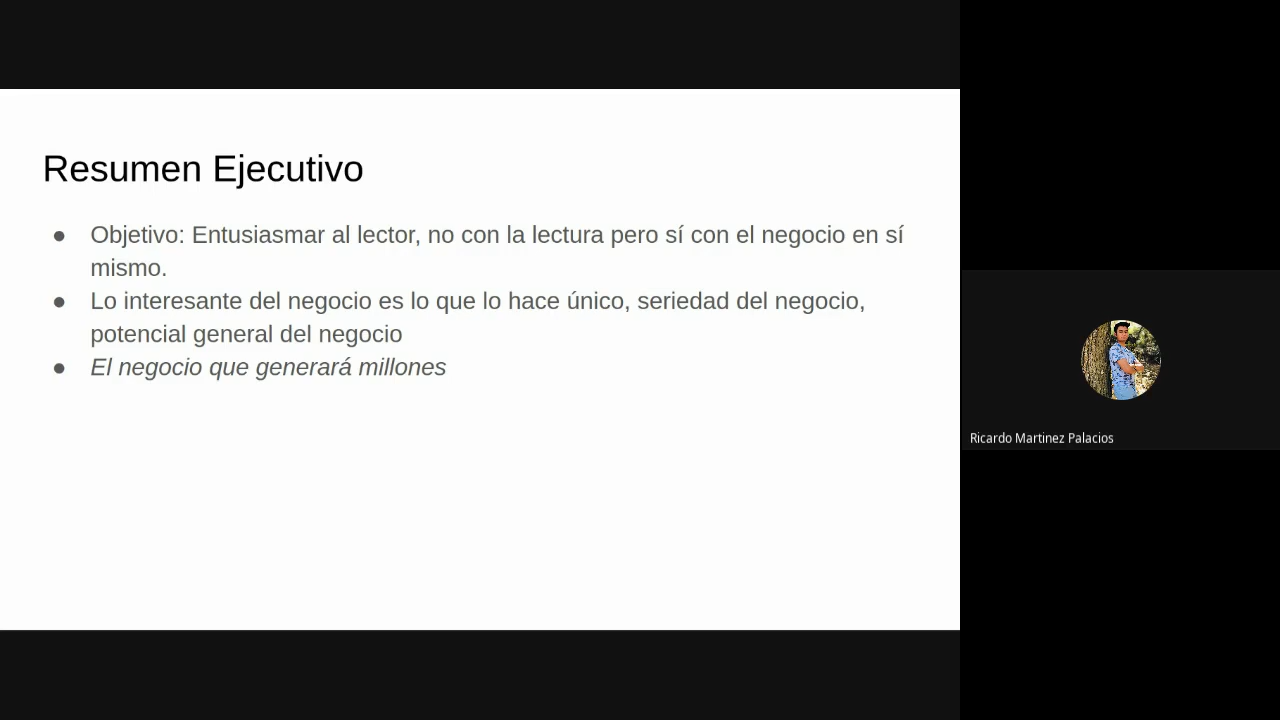 Resumen Ejecutivo
● Objetivo: Entusiasmar al lector, no con la lectura pero sí con el negocio en sí
mismo.
● Lo interesante del negocio es lo que lo hace único, seriedad del negocio,
potencial general del negocio
● El negocio que generará millones
Ricardo Martinez Palacios